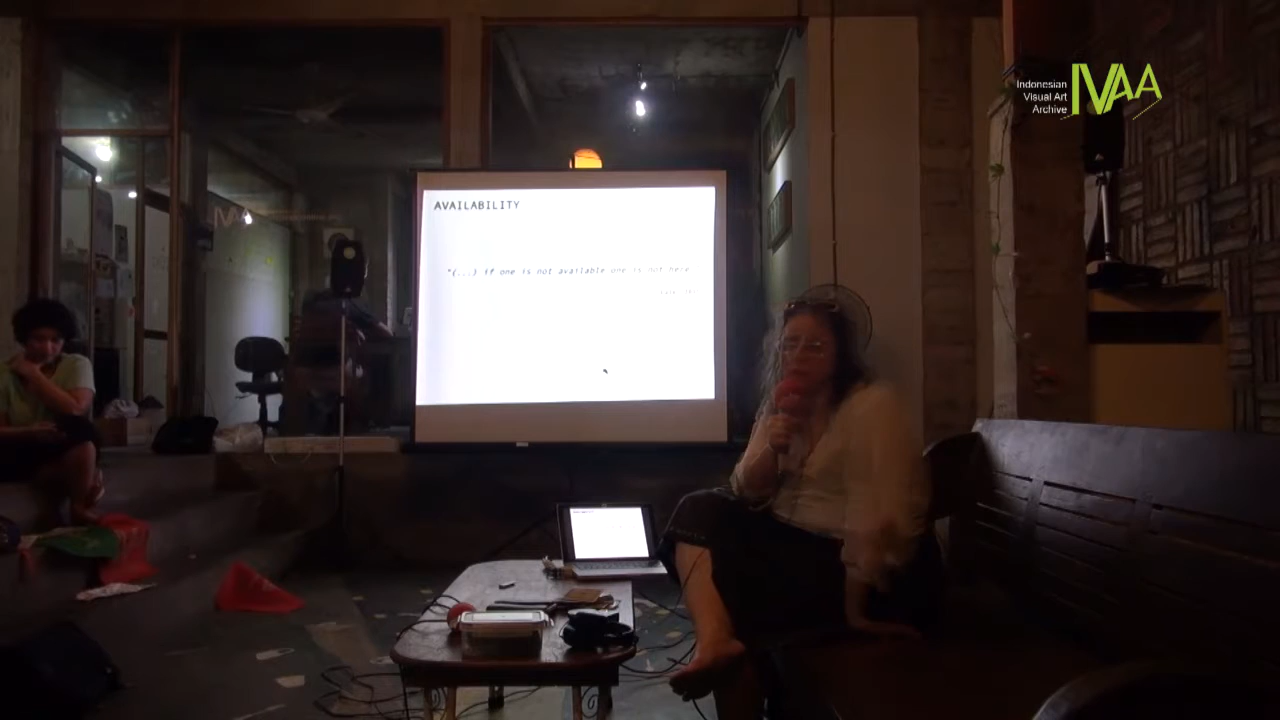 Indonesian
Visual Art
Archive
IVAA
AVAILABILITY
"(...) if one is not available one is not here